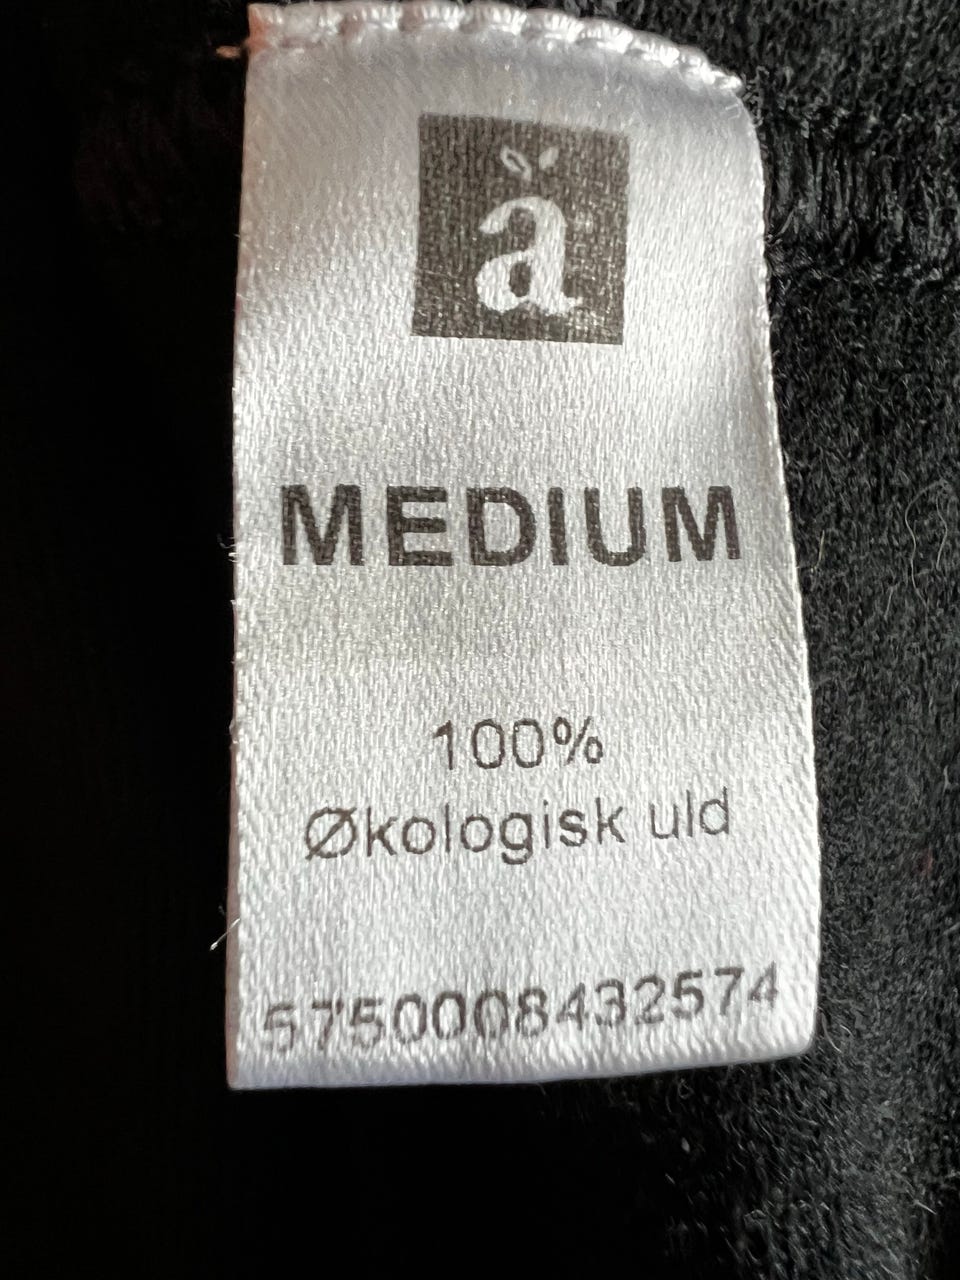 a
MEDIUM
100%
Økologisk uld
5750008432574